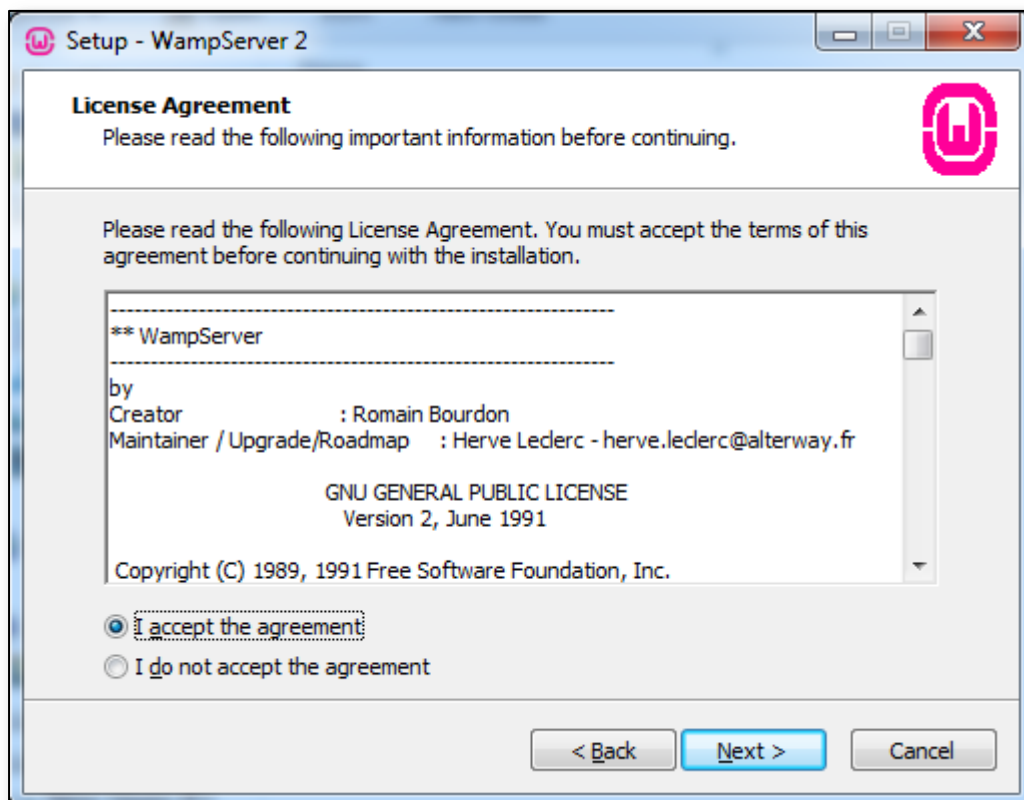 Setup - WampServer 2
License Agreement
Please read the following important information before continuing.
Please read the following License Agreement. You must accept the terms of this
agreement before continuing with the installation.
---------------------------------------------------------------
** WampServer
---------------------------------------------------------------
by
Creator : Romain Bourdon
Maintainer / Upgrade/Roadmap : Herve Leclerc - herve.leclerc@alterway.fr
GNU GENERAL PUBLIC LICENSE
Version 2, June 1991
Copyright (C) 1989, 1991 Free Software Foundation, Inc.
I accept the agreement
I do not accept the agreement
< Back
Next >
Cancel